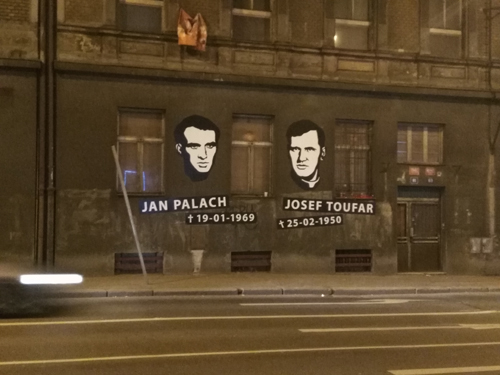 JAN PALACH
✝19-01-1969
JOSEF TOUFAR
✝25-02-1950